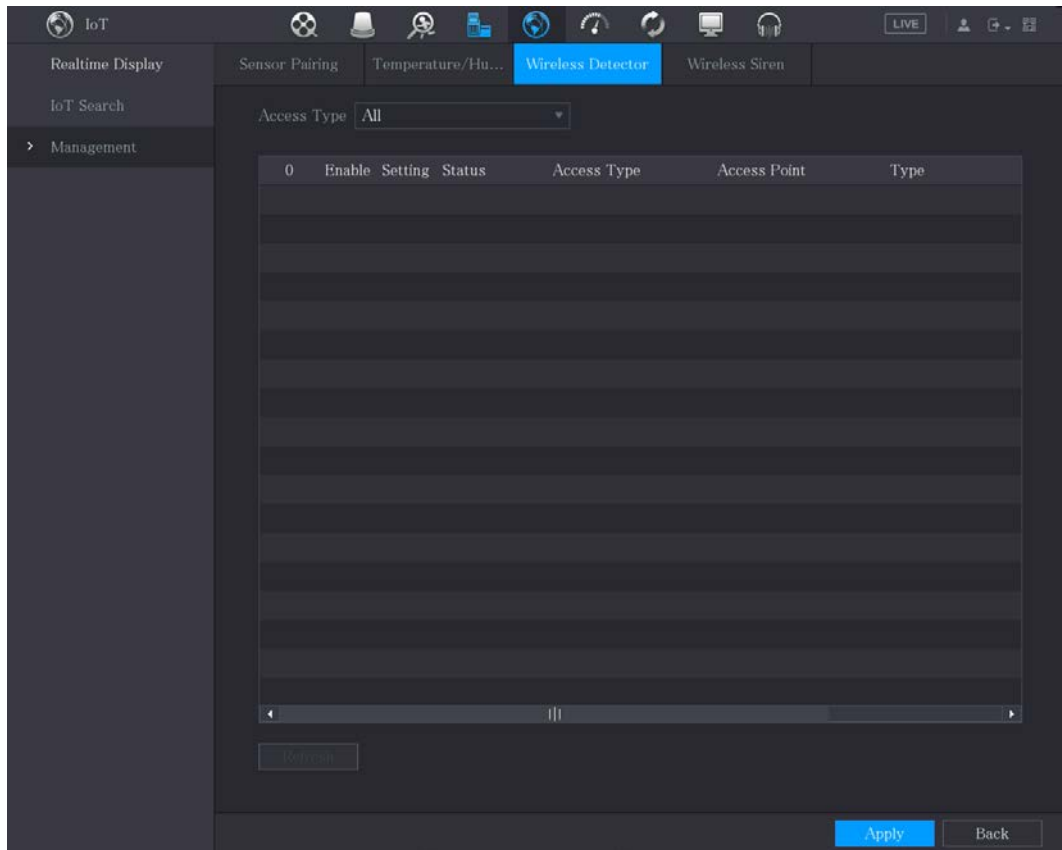 IoT LIVE
Realtime Display
IoT Search
Management
Sensor Pairing Temperature/Hu... Wireless Detector Wireless Siren
Access Type All
0 Enable Setting Status Access Type Access Point Type
Refresh
Apply Back